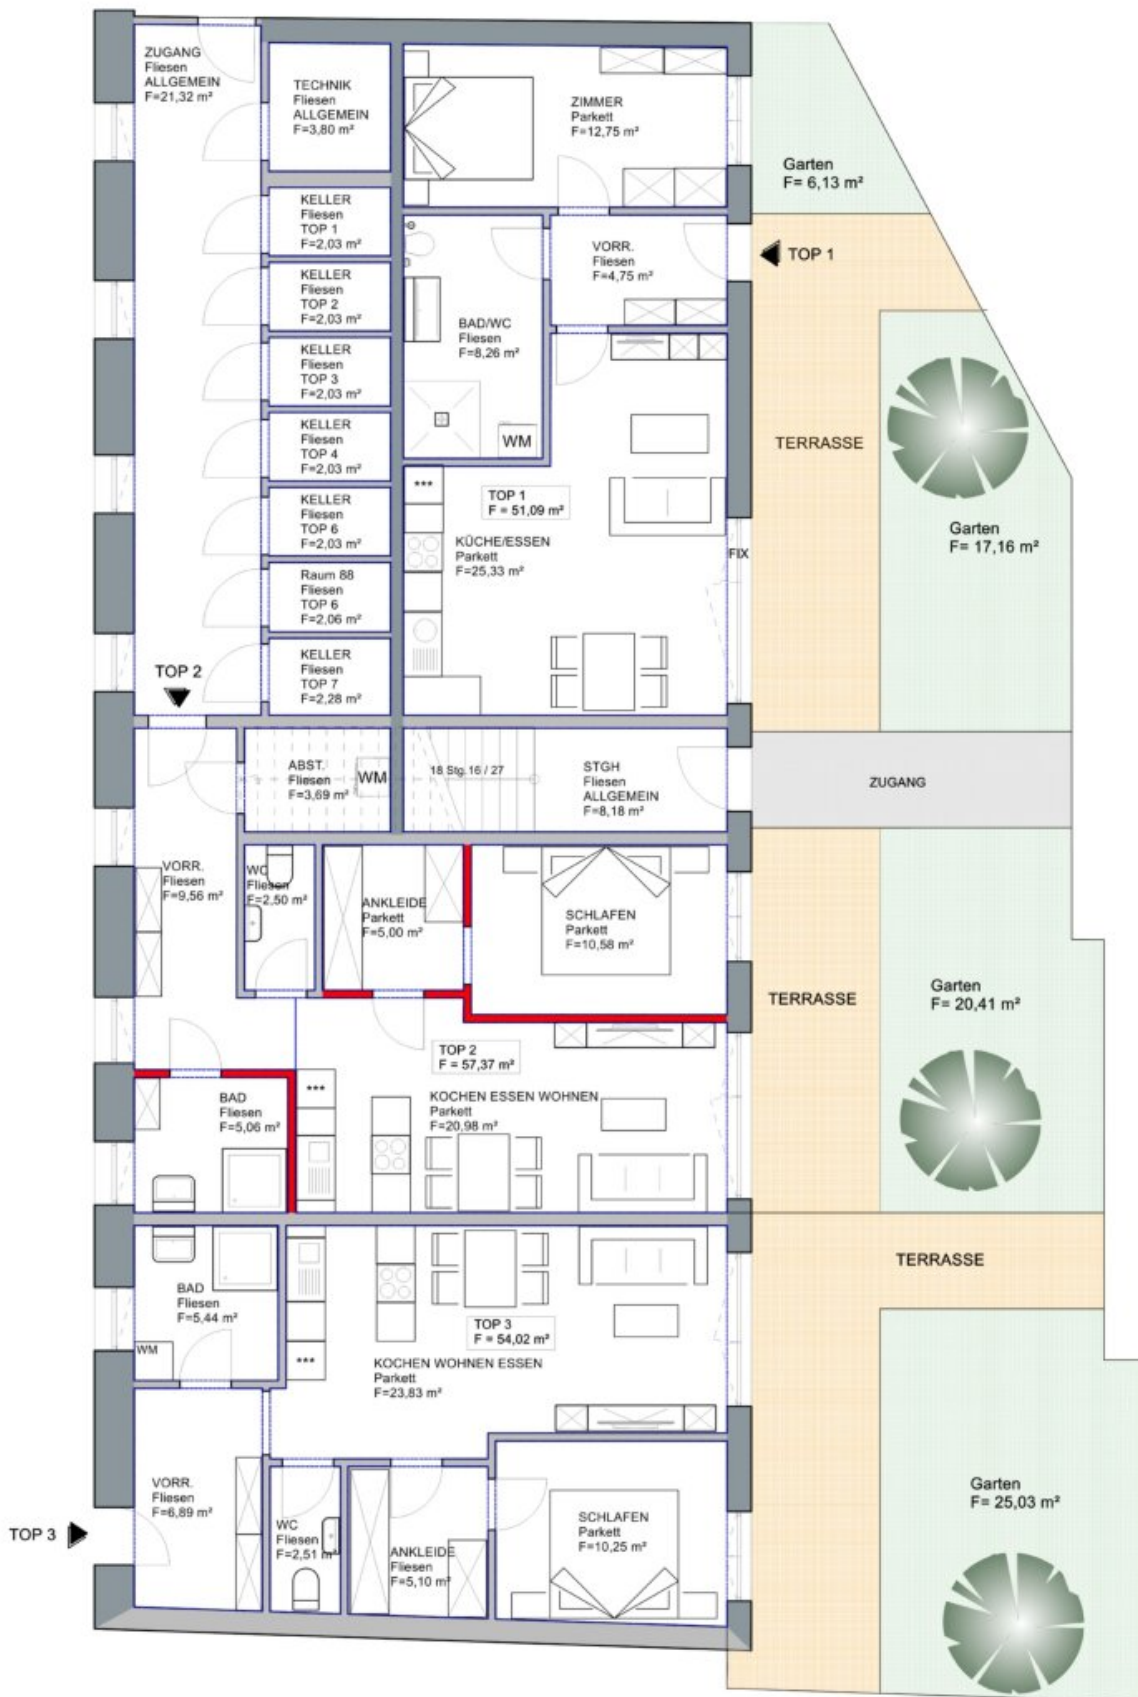 ZUGANG
Fliesen
ALLGEMEIN
F=21,32 m²
TECHNIK
Fliesen
ALLGEMEIN
F=3,80 m²
ZIMMER
Parkett
F=12,75 m²
Garten
F= 6,13 m²
KELLER
Fliesen
TOP 1
F=2,03 m²
VORR.
Fliesen
F=4,75 m²
TOP 1
KELLER
Fliesen
TOP 2
F=2,03 m²
BAD/WC
Fliesen
F=8,26 m²
WM
KELLER
Fliesen
TOP 3
F=2,03 m²
KELLER
Fliesen
TOP 4
F=2,03 m²
TERRASSE
***
TOP 1
F = 51,09 m²
KÜCHE/ESSEN
Parkett
F=25,33 m²
FIX
Garten
F= 17,16 m²
KELLER
Fliesen
TOP 6
F=2,03 m²
Raum 88
Fliesen
TOP 6
F=2,06 m²
KELLER
Fliesen
TOP 7
F=2,28 m²
TOP 2
ABST.
Fliesen
F=3,69 m²
WM
18 Stg. 16 / 27
STGH
Fliesen
ALLGEMEIN
F=8,18 m²
ZUGANG
VORR.
Fliesen
F=9,56 m²
WC
Fliesen
F=2,50 m²
ANKLEIDE
Parkett
F=5,00 m²
SCHLAFEN
Parkett
F=10,58 m²
TERRASSE
Garten
F= 20,41 m²
TOP 2
F = 57,37 m²
KOCHEN ESSEN WOHNEN
Parkett
F=20,98 m²
***
BAD
Fliesen
F=5,06 m²
TERRASSE
BAD
Fliesen
F=5,44 m²
WM
***
TOP 3
F = 54,02 m²
KOCHEN WOHNEN ESSEN
Parkett
F=23,83 m²
VORR.
Fliesen
F=6,89 m²
TOP 3
WC
Fliesen
F=2,51 m²
ANKLEIDE
Fliesen
F=5,10 m²
SCHLAFEN
Parkett
F=10,25 m²
Garten
F= 25,03 m²